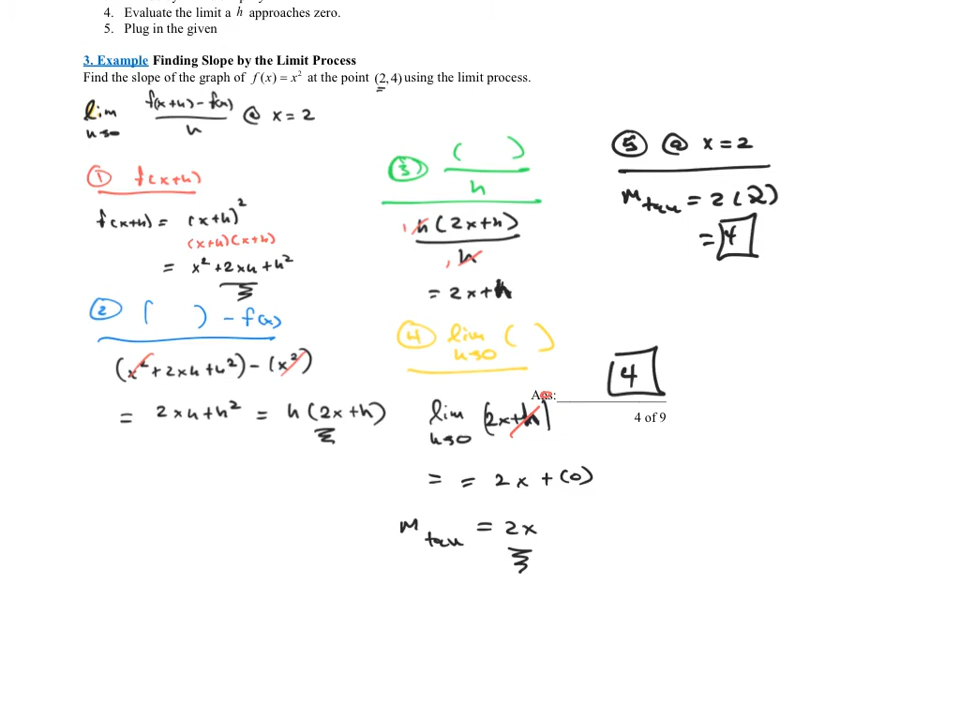 4. Evaluate the limit a h approaches zero.
5. Plug in the given
3. Example Finding Slope by the Limit Process
Find the slope of the graph of f(x) = x² at the point (2,4) using the limit process.
lim h→0 (f(x+h) - f(x))/h @ x = 2
① f(x+h)
f(x+h) = (x+h)²
(x+h)(x+h)
= x² + 2xh + h²
② ( ) - f(x)
(x² + 2xh + h²) - (x²)
= 2xh + h² = h(2x+h)
③ ( )/h
1 h(2x+h)/1 h
= 2x+h
④ lim h→0 ( )
lim h→0 (2x+h)
= = 2x + (0)
m tan = 2x
⑤ @ x = 2
m tan = 2(2)
= 4
4
Ans:
4 of 9